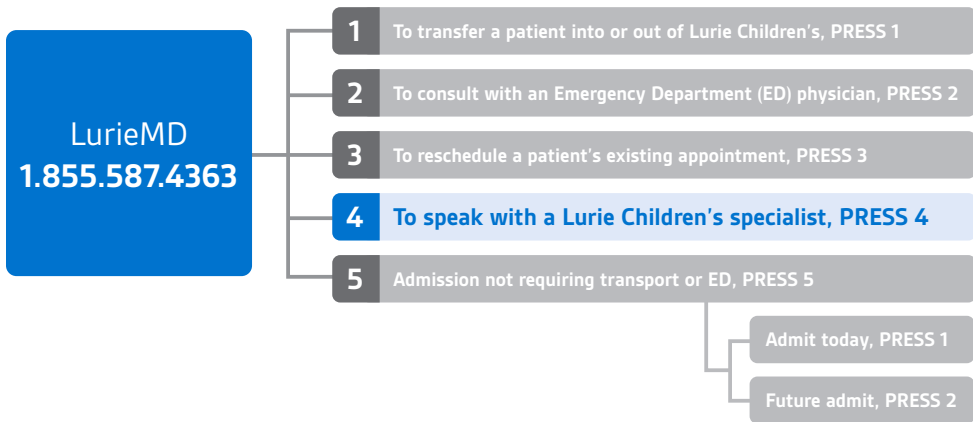 LurieMD
1.855.587.4363
1 To transfer a patient into or out of Lurie Children's, PRESS 1
2 To consult with an Emergency Department (ED) physician, PRESS 2
3 To reschedule a patient's existing appointment, PRESS 3
4 To speak with a Lurie Children's specialist, PRESS 4
5 Admission not requiring transport or ED, PRESS 5
Admit today, PRESS 1
Future admit, PRESS 2